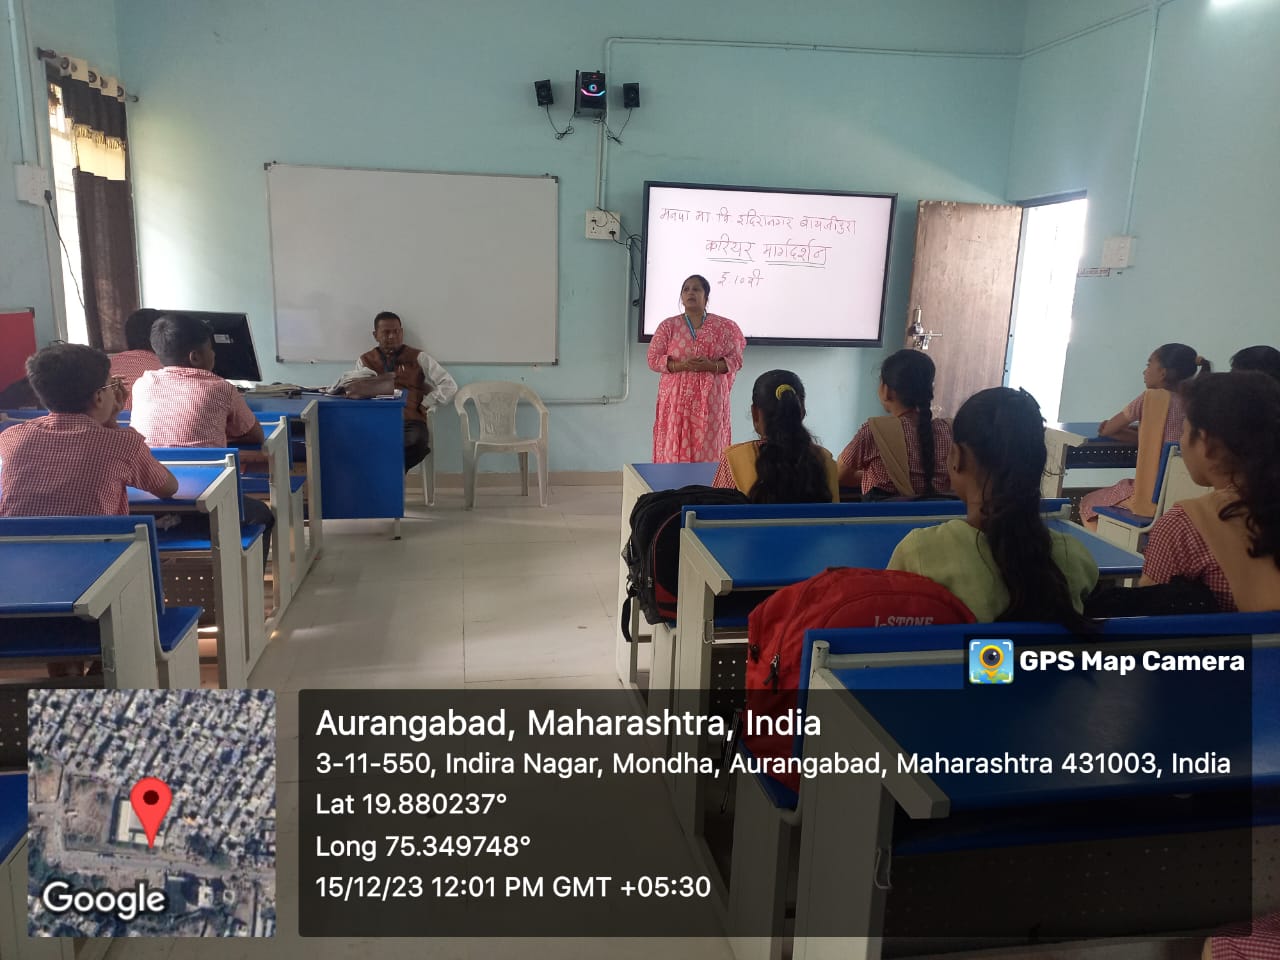 मनपा मा वि इंदिरानगर बायजीपुरा
करियर मार्गदर्शन
इ. १० वी
J-STONE
GPS Map Camera
Aurangabad, Maharashtra, India
3-11-550, Indira Nagar, Mondha, Aurangabad, Maharashtra 431003, India
Lat 19.880237°
Long 75.349748°
15/12/23 12:01 PM GMT +05:30
Google